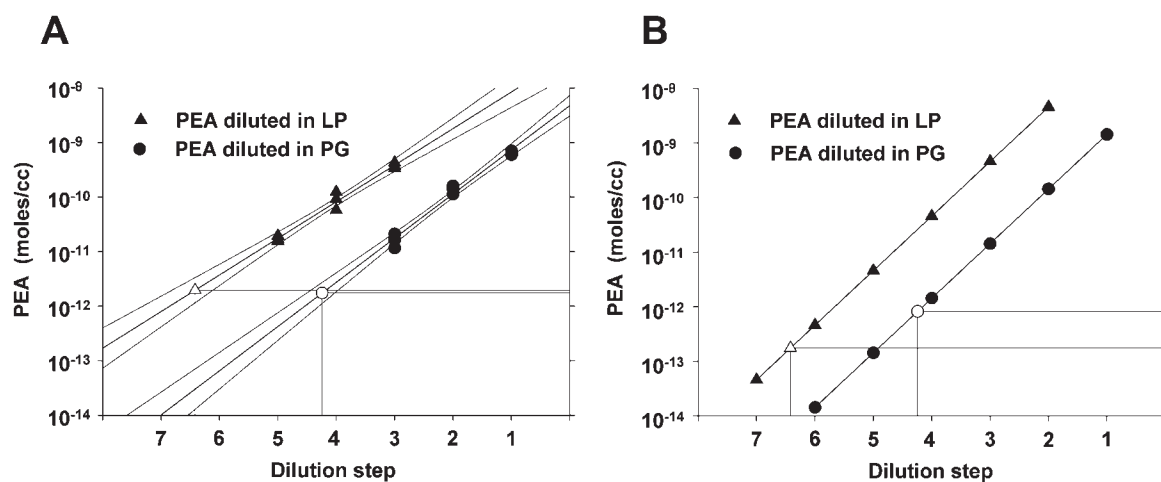 A
B
10-8
10-9
10-10
10-11
10-12
10-13
10-14
PEA (moles/cc)
PEA diluted in LP
PEA diluted in PG
7 6 5 4 3 2 1
Dilution step
10-8
10-9
10-10
10-11
10-12
10-13
10-14
PEA (moles/cc)
PEA diluted in LP
PEA diluted in PG
7 6 5 4 3 2 1
Dilution step